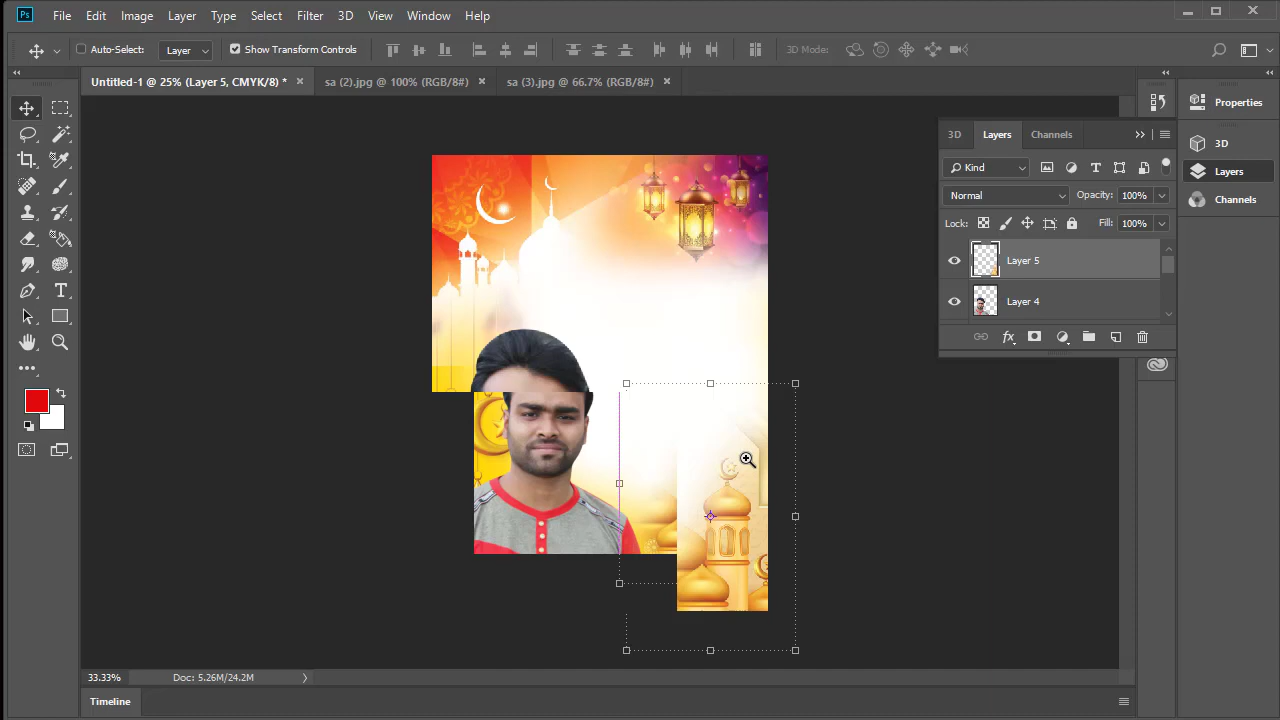 Ps File Edit Image Layer Type Select Filter 3D View Window Help
Auto-Select: Layer Show Transform Controls 3D Mode:
Untitled-1 @ 25% (Layer 5, CMYK/8) * × sa (2).jpg @ 100% (RGB/8#) × sa (3).jpg @ 66.7% (RGB/8#) ×
Properties
3D Layers Channels
3D
Kind
Layers
Normal Opacity: 100%
Channels
Lock: Fill: 100%
Layer 5
Layer 4
fx
33.33% Doc: 5.26M/24.2M
Timeline